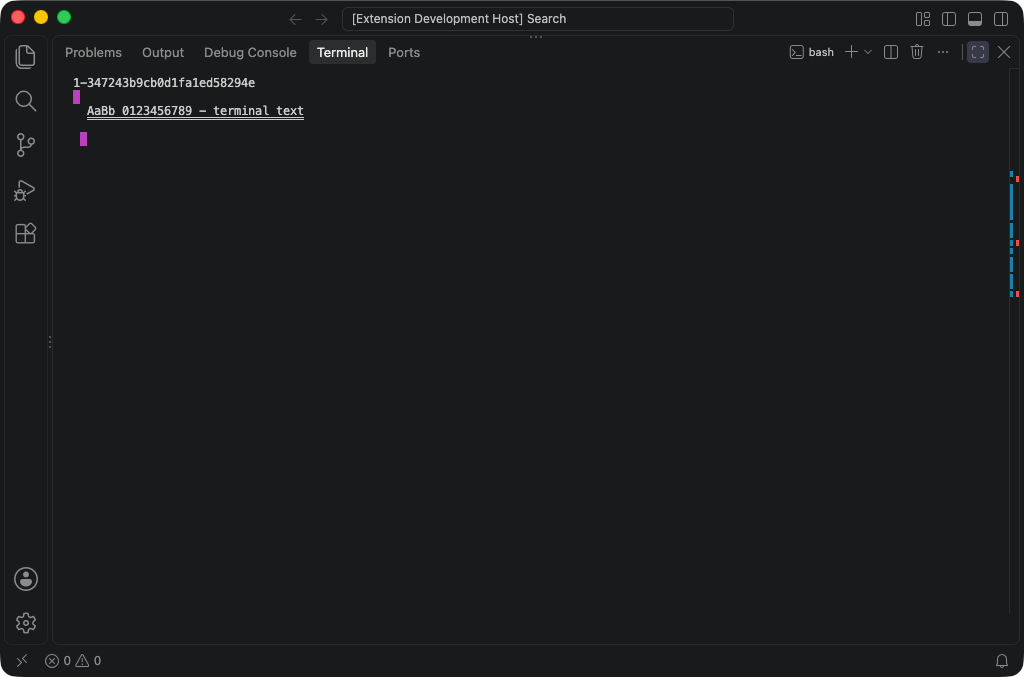 [Extension Development Host] Search
Problems Output Debug Console Terminal Ports bash
1-347243b9cb0d1fa1ed58294e
AaBb 0123456789 - terminal text
0 0